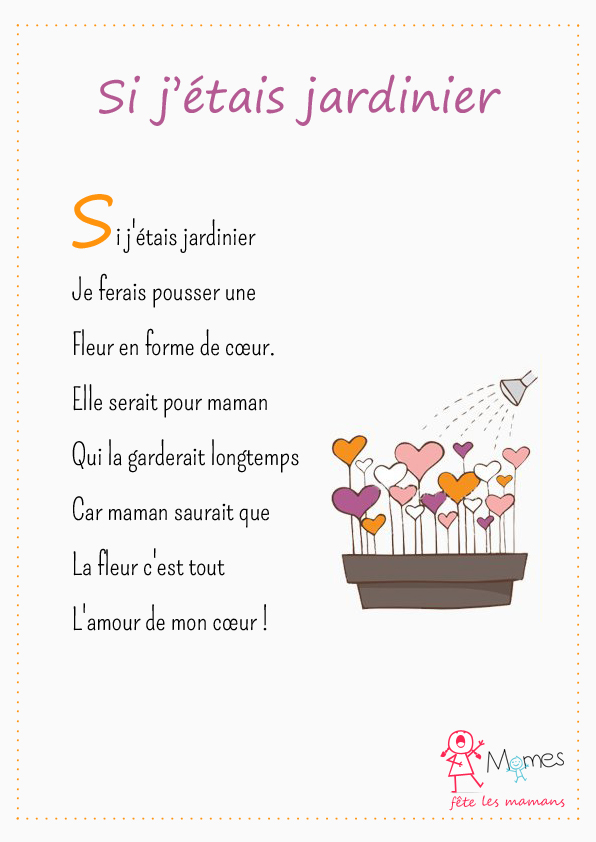 Si j'étais jardinier
Si j'étais jardinier
Je ferais pousser une
Fleur en forme de cœur.
Elle serait pour maman
Qui la garderait longtemps
Car maman saurait que
La fleur c'est tout
L'amour de mon cœur !
Momes
fête les mamans